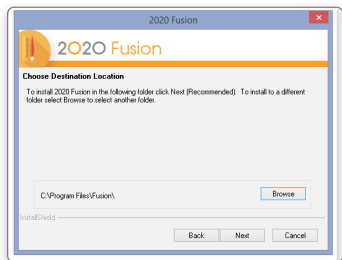 2020 Fusion
2020 Fusion
Choose Destination Location
To install 2020 Fusion in the following folder click Next (Recommended). To install to a different
folder select Browse to select another folder.
C:\Program Files\Fusion\
Browse
InstallShield
Back
Next
Cancel